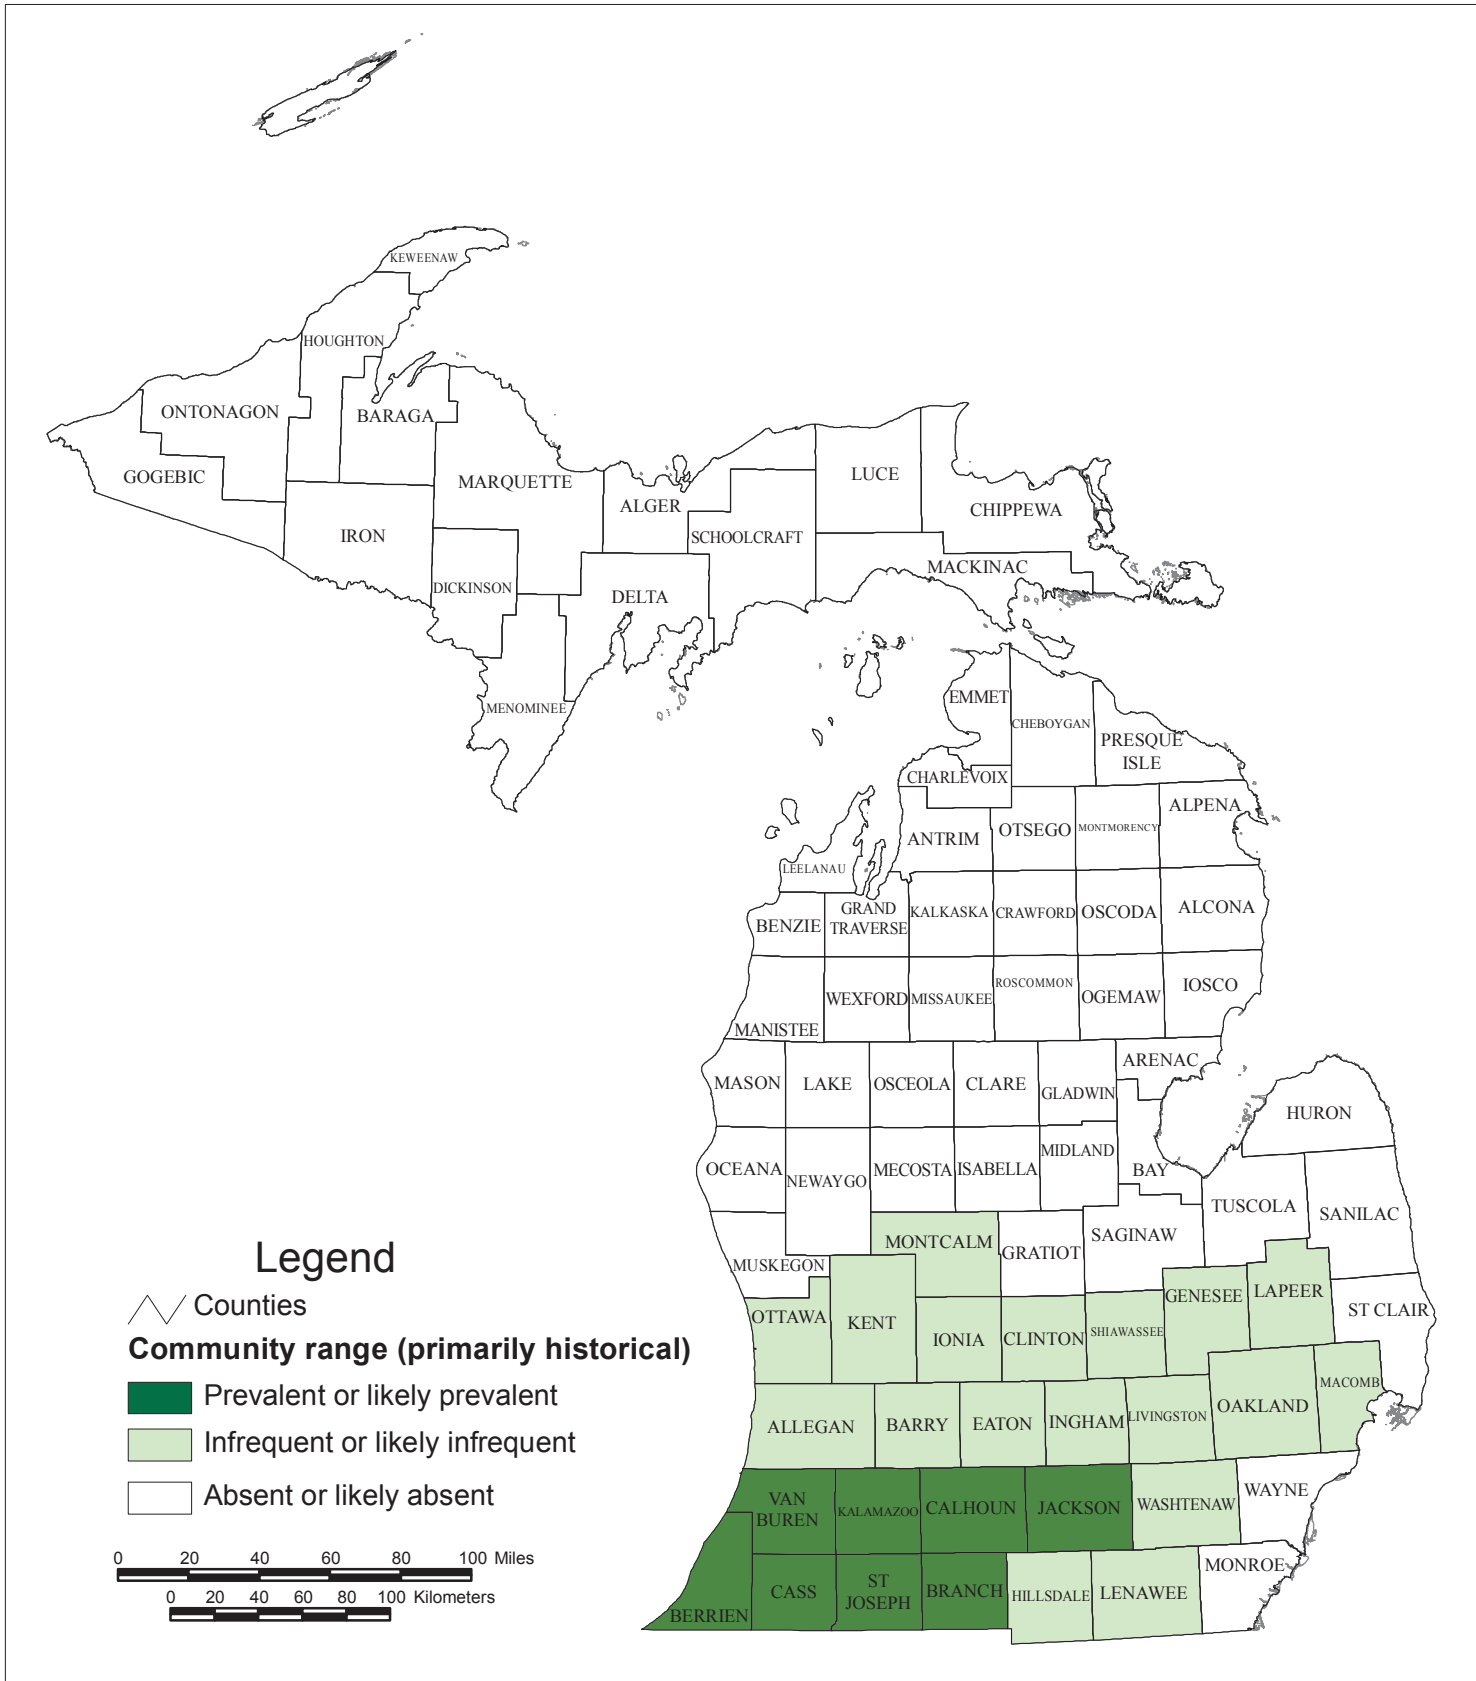 KEWEENAW
HOUGHTON
ONTONAGON
BARAGA
GOGEBIC
MARQUETTE
LUCE
ALGER
CHIPPEWA
IRON
SCHOOLCRAFT
MACKINAC
DICKINSON
DELTA
EMMET
MENOMINEE
CHEBOYGAN
PRESQUE
ISLE
CHARLEVOIX
ALPENA
ANTRIM
OTSEGO
MONTMORENCY
LEELANAU
BENZIE
GRAND
TRAVERSE
KALKASKA
CRAWFORD
OSCODA
ALCONA
MANISTEE
WEXFORD
MISSAUKEE
ROSCOMMON
OGEMAW
IOSCO
ARENAC
MASON
LAKE
OSCEOLA
CLARE
GLADWIN
HURON
OCEANA
NEWAYGO
MECOSTA
ISABELLA
MIDLAND
BAY
TUSCOLA
SANILAC
MONTCALM
GRATIOT
SAGINAW
MUSKEGON
GENESEE
LAPEER
ST CLAIR
OTTAWA
KENT
IONIA
CLINTON
SHIAWASSEE
MACOMB
ALLEGAN
BARRY
EATON
INGHAM
LIVINGSTON
OAKLAND
VAN
BUREN
KALAMAZOO
CALHOUN
JACKSON
WASHTENAW
WAYNE
BERRIEN
CASS
ST
JOSEPH
BRANCH
HILLSDALE
LENAWEE
MONROE
Legend
Counties
Community range (primarily historical)
Prevalent or likely prevalent
Infrequent or likely infrequent
Absent or likely absent
0 20 40 60 80 100 Miles
0 20 40 60 80 100 Kilometers